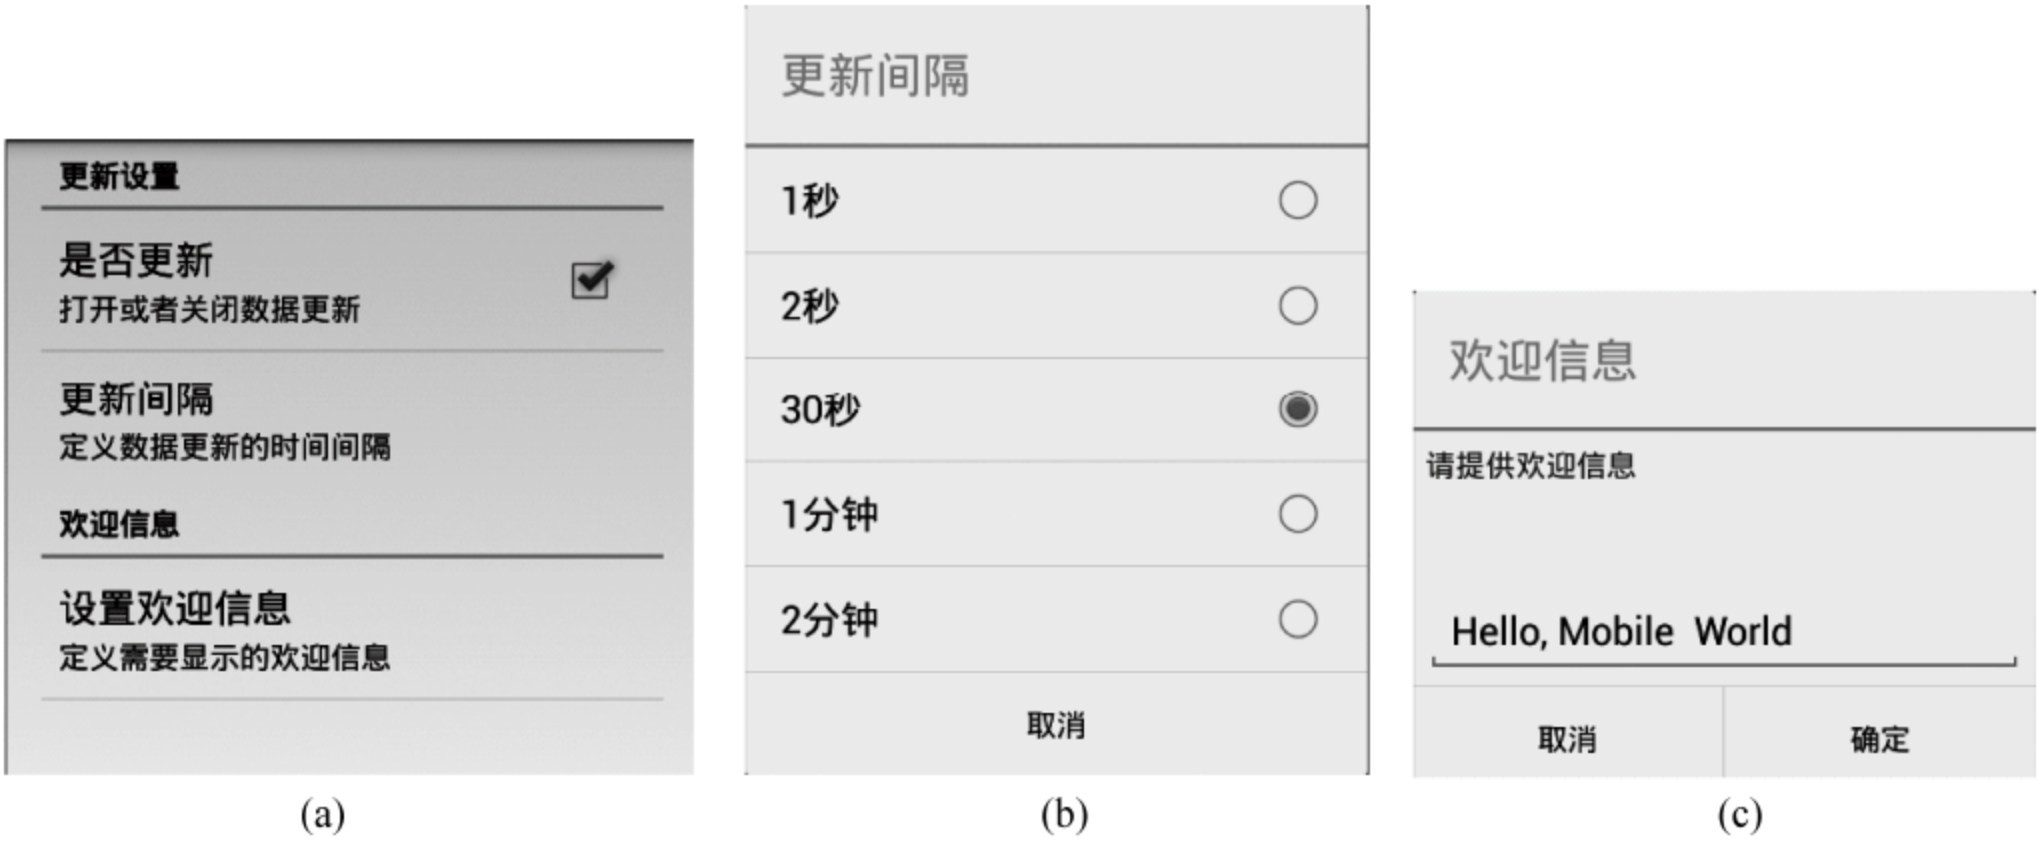 更新设置
是否更新
打开或者关闭数据更新
更新间隔
定义数据更新的时间间隔
欢迎信息
设置欢迎信息
定义需要显示的欢迎信息
(a)
更新间隔
1秒
2秒
30秒
1分钟
2分钟
取消
(b)
欢迎信息
请提供欢迎信息
Hello, Mobile World
取消 确定
(c)